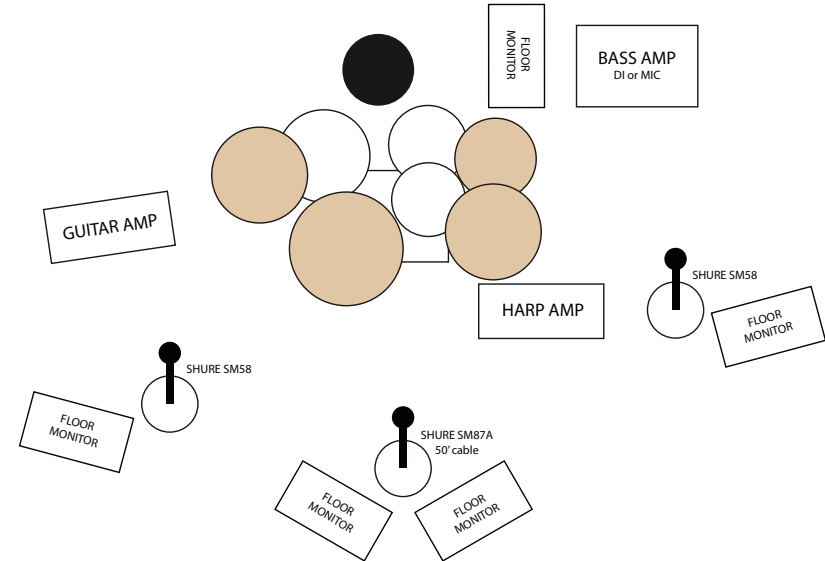 FLOOR
MONITOR
BASS AMP
DI or MIC
GUITAR AMP
SHURE SM58
HARP AMP
FLOOR
MONITOR
SHURE SM58
FLOOR
MONITOR
SHURE SM87A
50' cable
FLOOR
MONITOR
FLOOR
MONITOR